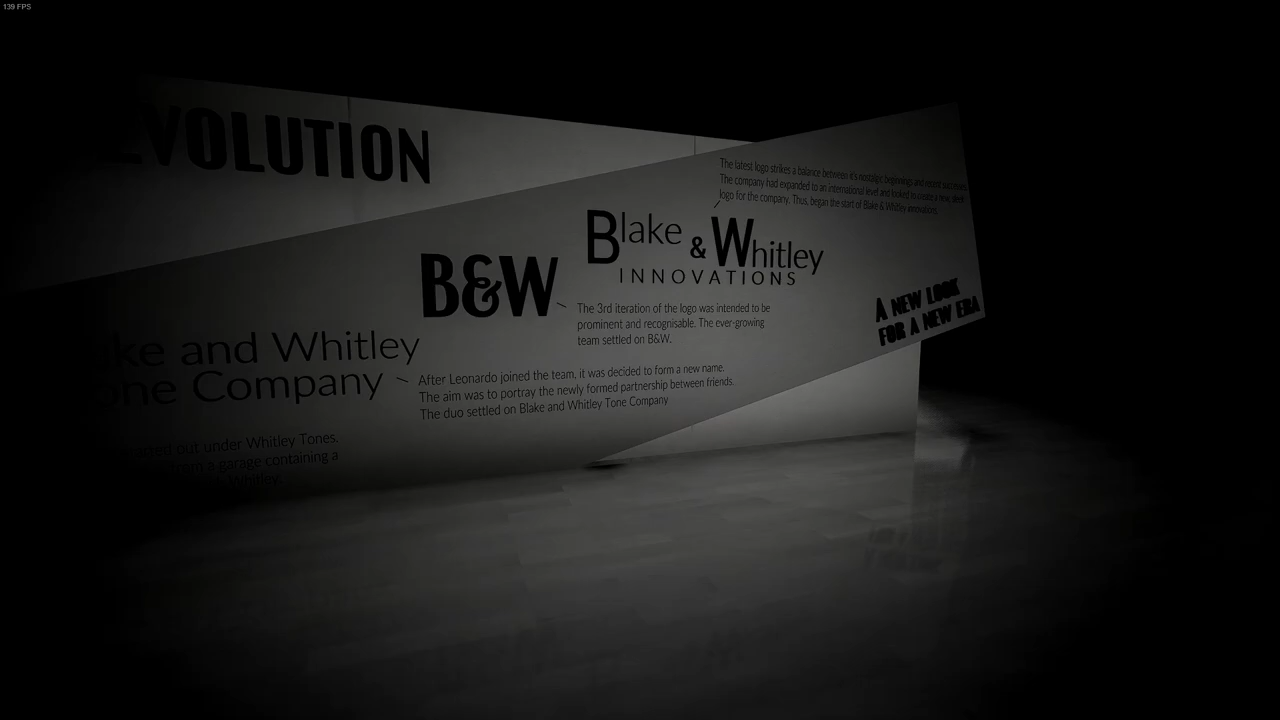 139 FPS
EVOLUTION
The latest logo strikes a balance between it's nostalgic beginnings and recent successes.
The company had expanded to an international level and looked to create a new, sleek
logo for the company. Thus, began the start of Blake & Whitley innovations.
Blake & Whitley
INNOVATIONS
B&W
A NEW LOOK
FOR A NEW ERA
The 3rd iteration of the logo was intended to be
prominent and recognisable. The ever-growing
team settled on B&W.
ake and Whitley
one Company
After Leonardo joined the team, it was decided to form a new name.
The aim was to portray the newly formed partnership between friends.
The duo settled on Blake and Whitley Tone Company
out under Whitley Tones.
from a garage containing a
Whitley.